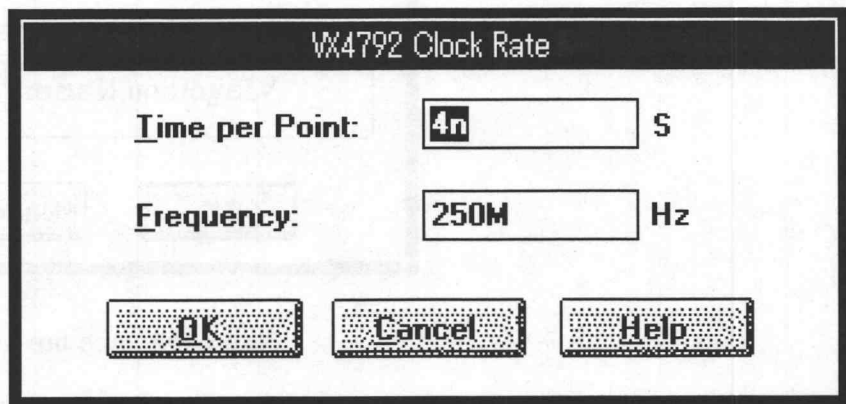 VX4792 Clock Rate
Time per Point: 4n S
Frequency: 250M Hz
OK Cancel Help